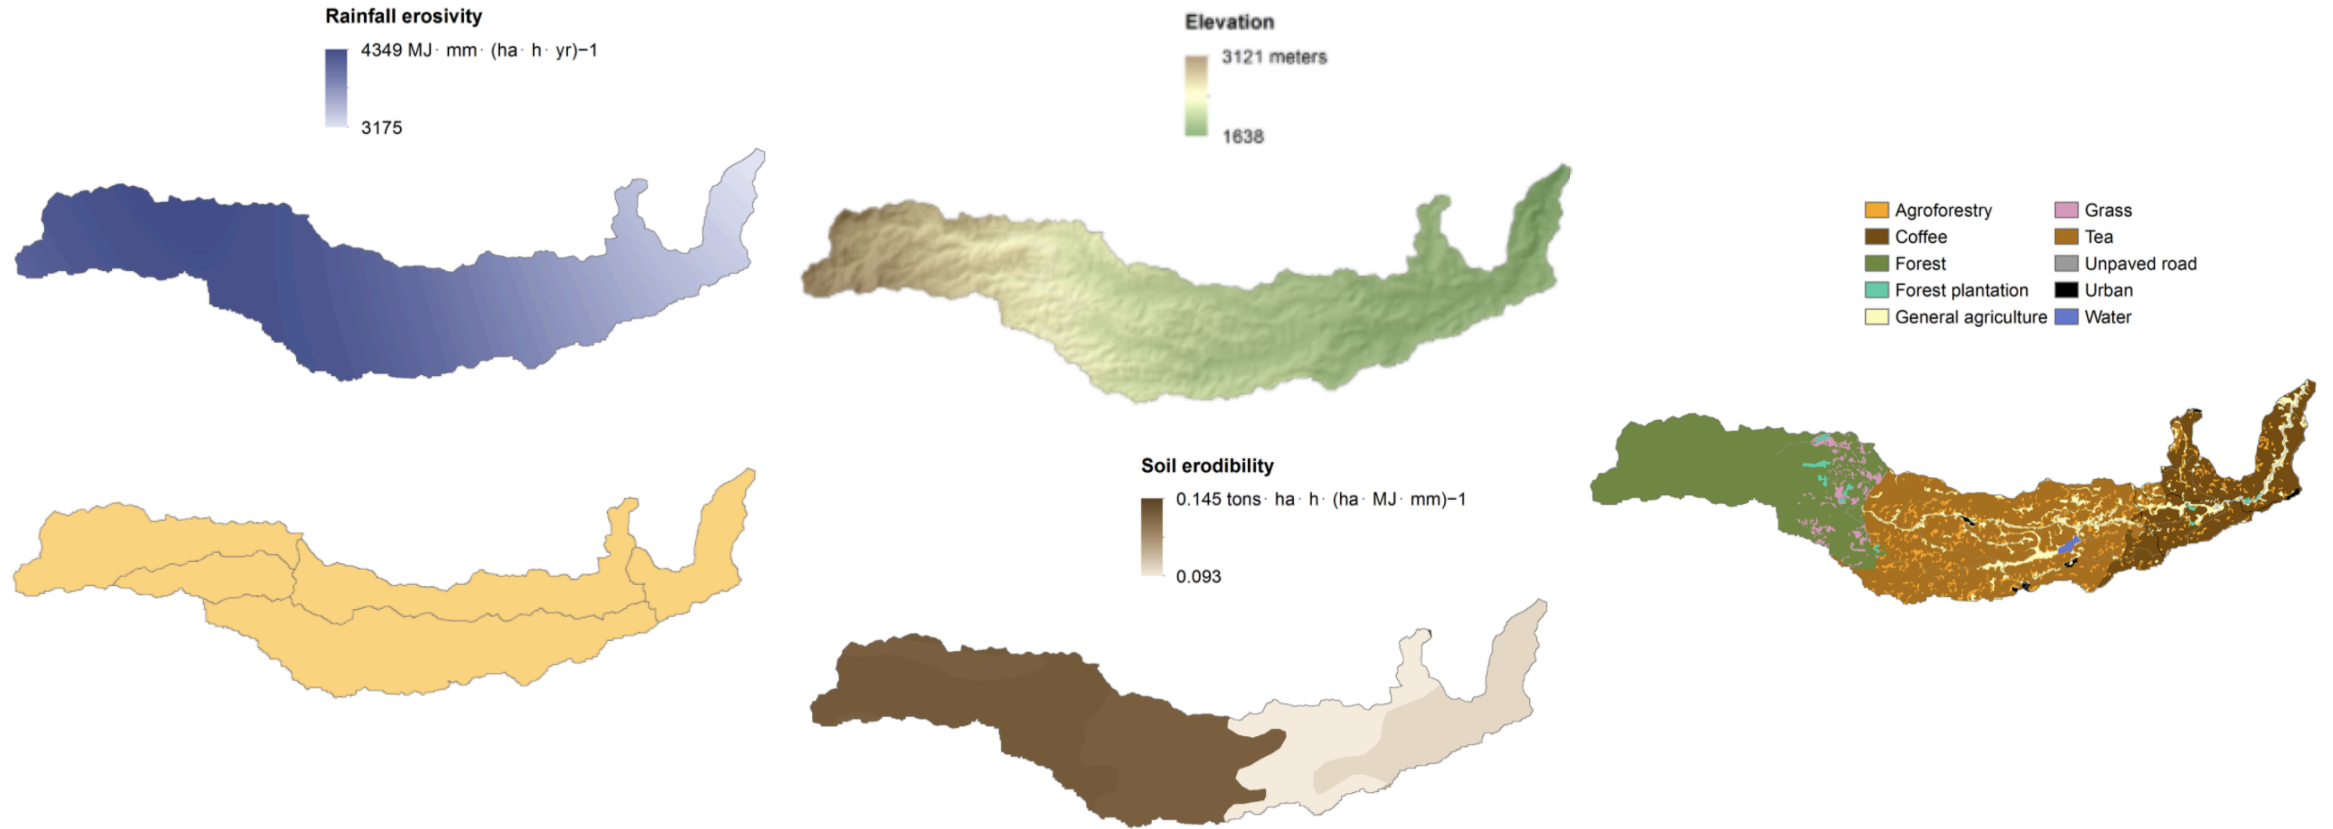 Rainfall erosivity
4349 MJ· mm· (ha· h· yr)−1
3175
Elevation
3121 meters
1638
Agroforestry
Coffee
Forest
Forest plantation
General agriculture
Grass
Tea
Unpaved road
Urban
Water
Soil erodibility
0.145 tons· ha· h· (ha· MJ· mm)−1
0.093